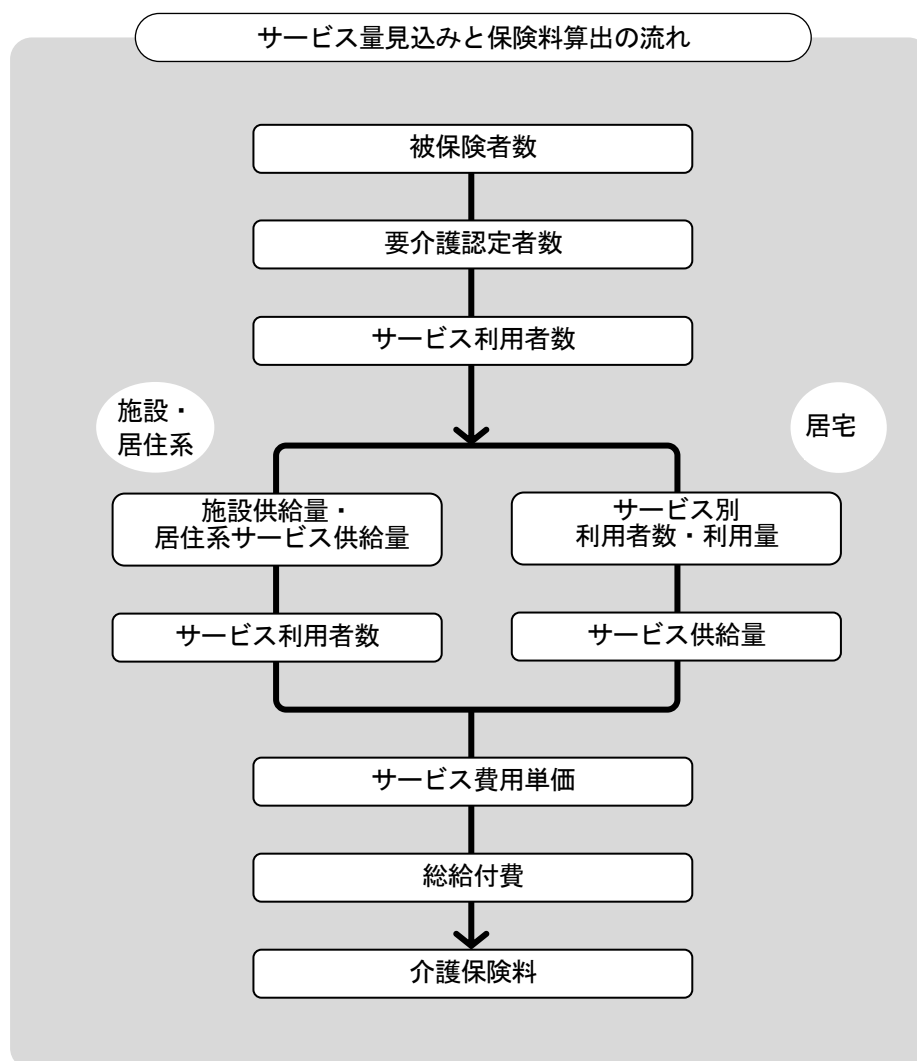 サービス量見込みと保険料算出の流れ
被保険者数
要介護認定者数
サービス利用者数
施設・
居住系
居宅
施設供給量・
居住系サービス供給量
サービス別
利用者数・利用量
サービス利用者数
サービス供給量
サービス費用単価
総給付費
介護保険料